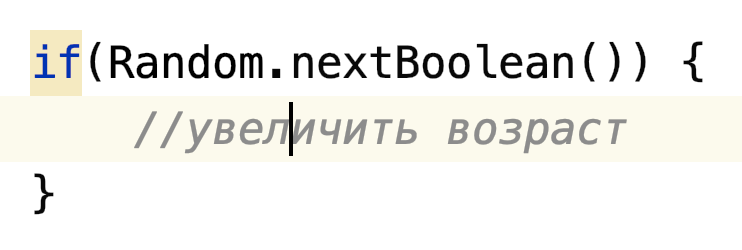 if(Random.nextBoolean()) {
//увеличить возраст
}